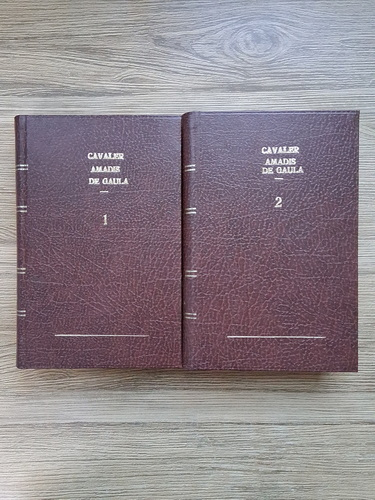 CAVALER
AMADIS
DE GAULA
1
CAVALER
AMADIS
DE GAULA
2